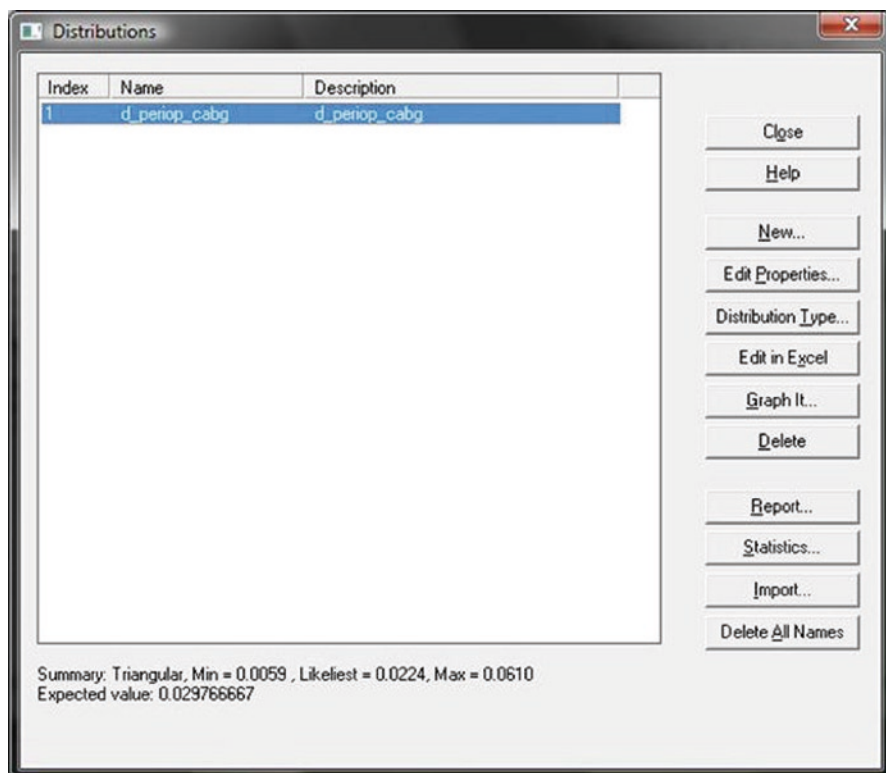 Distributions
Index Name Description
1 d_periop_cabg d_periop_cabg
Close
Help
New...
Edit Properties...
Distribution Type...
Edit in Excel
Graph It...
Delete
Report...
Statistics...
Import...
Delete All Names
Summary: Triangular, Min = 0.0059 , Likeliest = 0.0224, Max = 0.0610
Expected value: 0.029766667